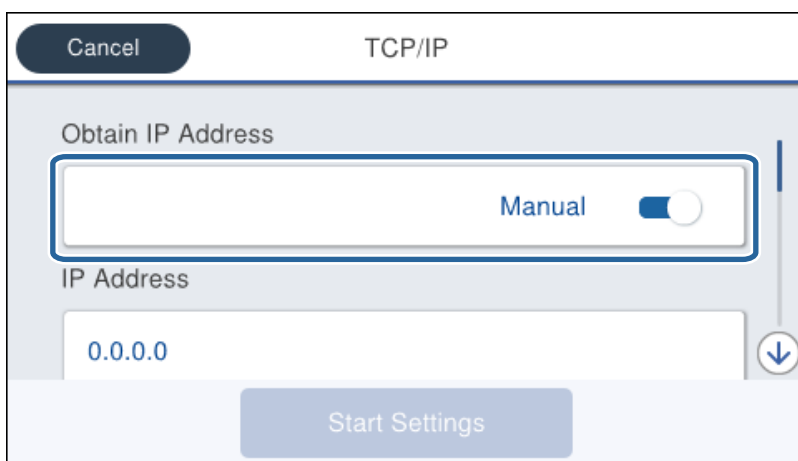 Cancel
TCP/IP
Obtain IP Address
Manual
IP Address
0.0.0.0
Start Settings